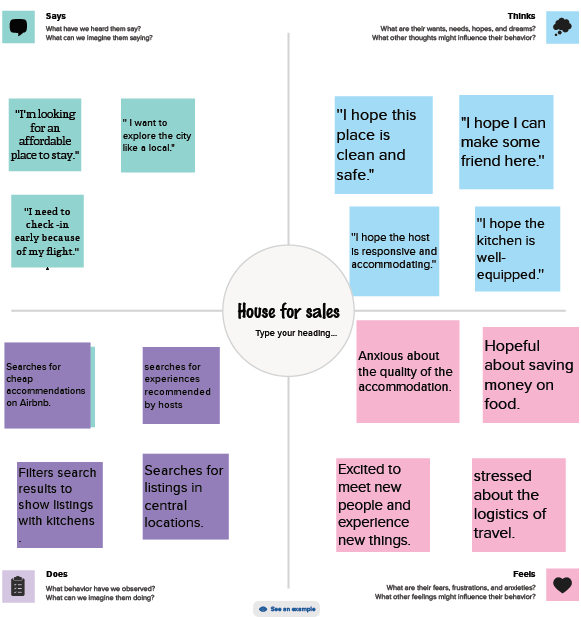 Says
What have we heard them say?
What can we imagine them saying?
Thinks
What are their wants, needs, hopes, and dreams?
What other thoughts might influence their behavior?
"I'm looking
for an
affordable
place to stay."
" I want to
explore the city
like a local."
"I need to
check -in
early because
of my flight."
"I hope this
place is
clean and
safe."
"I hope I can
make some
friend here."
"I hope the host
is responsive and
accommodating."
"I hope the
kitchen is
well-
equipped."
House for sales
Type your heading...
Searches for
cheap
accommendations
on Airbnb.
searches for
experiences
recommended
by hosts
Filters search
results to
show listings
with kitchens
.
Searches for
listings in
central
locations.
Anxious about
the quality of the
accommodation.
Hopeful
about saving
money on
food.
Excited to
meet new
people and
experience
new things.
stressed
about the
logistics of
travel.
Does
What behavior have we observed?
What can we imagine them doing?
Feels
What are their fears, frustrations, and anxieties?
What other feelings might influence their behavior?
See an example